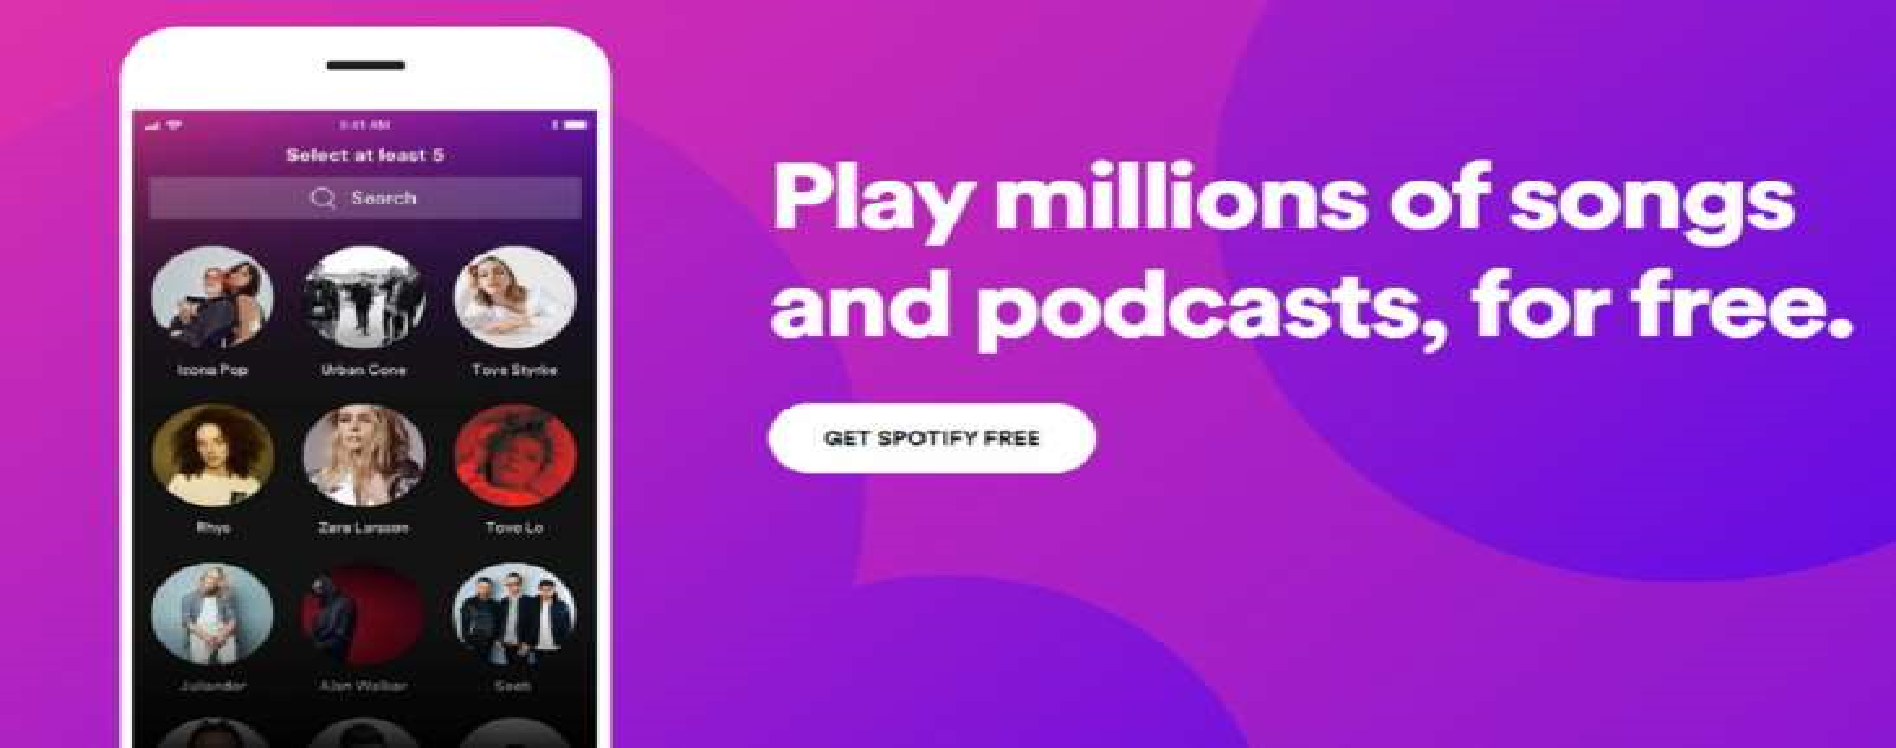 9:41 AM
Select at least 5
Search
Icona Pop
Urban Cone
Tove Styrke
Rhys
Zara Larsson
Tove Lo
Julander
Alan Walker
Seeb
Play millions of songs
and podcasts, for free.
GET SPOTIFY FREE